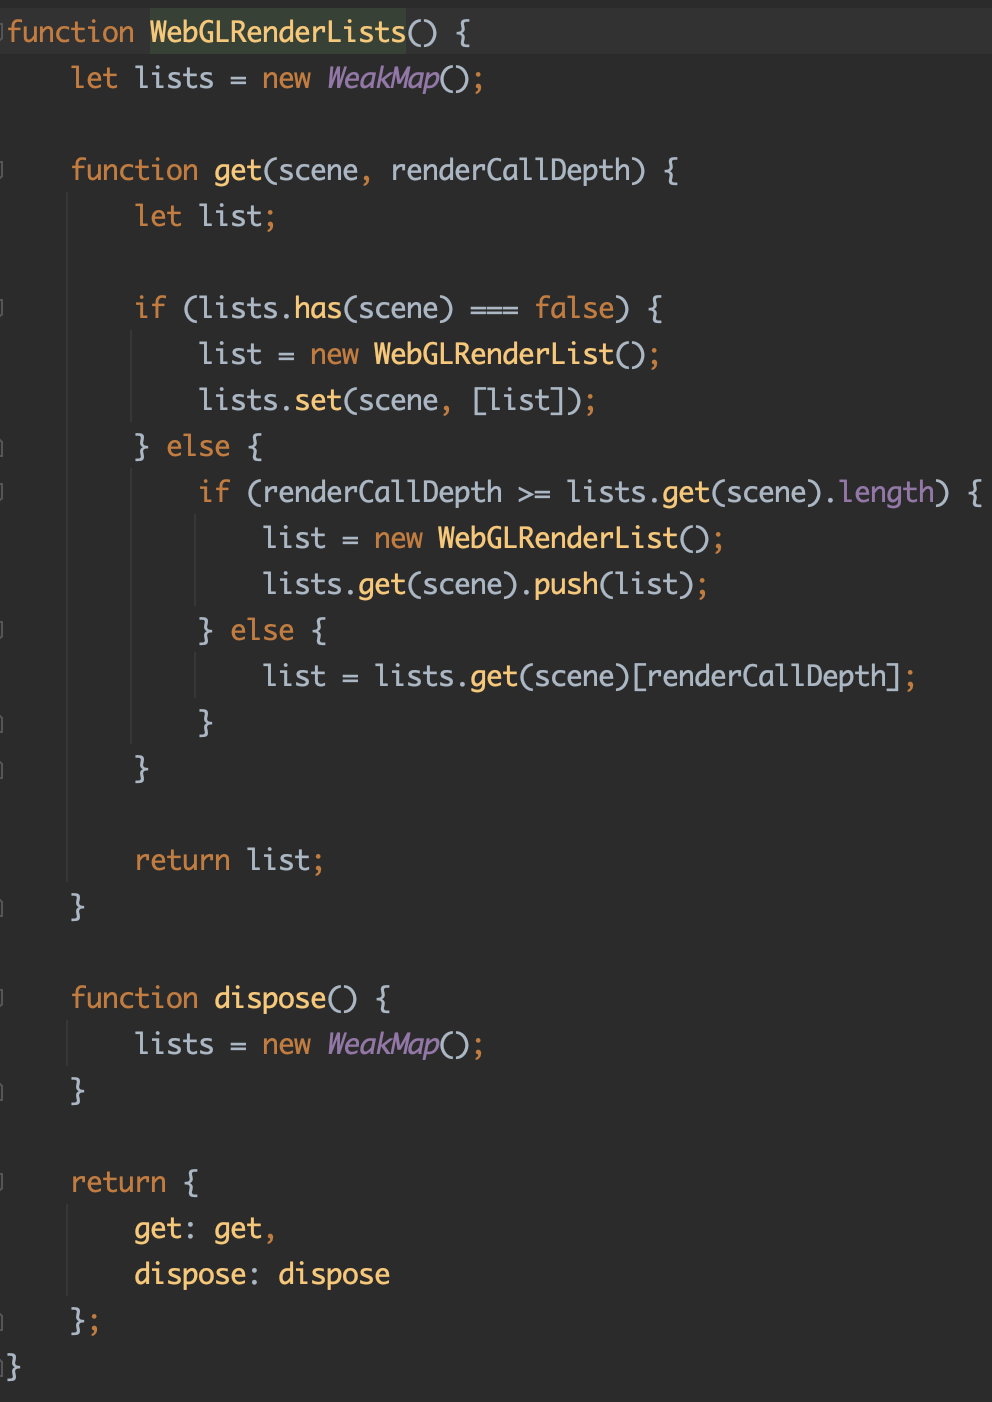 function WebGLRenderLists() {
    let lists = new WeakMap();

    function get(scene, renderCallDepth) {
        let list;

        if (lists.has(scene) === false) {
            list = new WebGLRenderList();
            lists.set(scene, [list]);
        } else {
            if (renderCallDepth >= lists.get(scene).length) {
                list = new WebGLRenderList();
                lists.get(scene).push(list);
            } else {
                list = lists.get(scene)[renderCallDepth];
            }
        }

        return list;
    }

    function dispose() {
        lists = new WeakMap();
    }

    return {
        get: get,
        dispose: dispose
    };
}